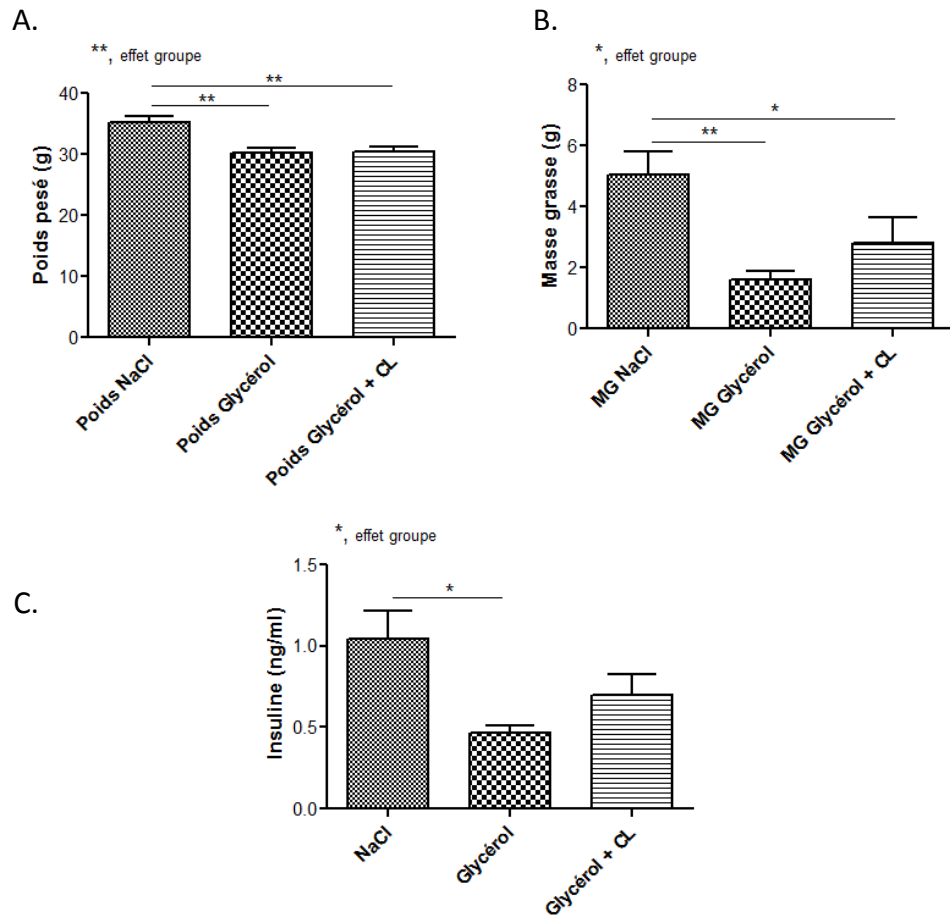 A.
**, effet groupe
**
**
40
30
20
10
0
Poids pesé (g)
Poids NaCl
Poids Glycérol
Poids Glycérol + CL
B.
*, effet groupe
*
**
8
6
4
2
0
Masse grasse (g)
MG NaCl
MG Glycérol
MG Glycérol + CL
C.
*, effet groupe
*
1.5
1.0
0.5
0.0
Insuline (ng/ml)
NaCl
Glycérol
Glycérol + CL